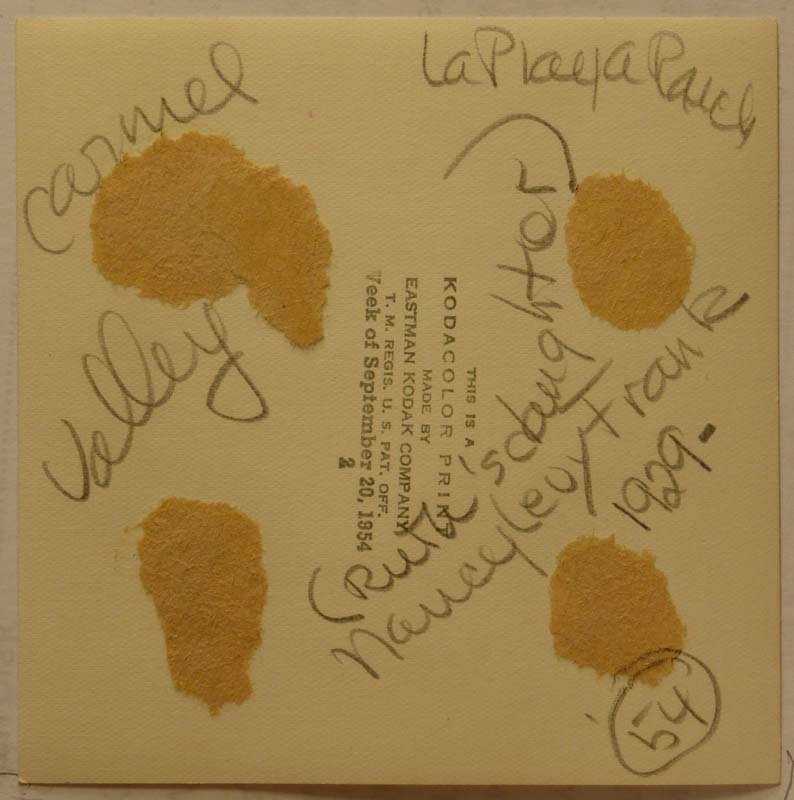 La Playa Ranch
Carmel
Valley
(Ruth's daughter)
Nancy Levy Frank
1929.
54
THIS IS A
KODACOLOR PRINT
MADE BY
EASTMAN KODAK COMPANY
T. M. REGIS. U. S. PAT. OFF.
Week of September 20, 1954
2